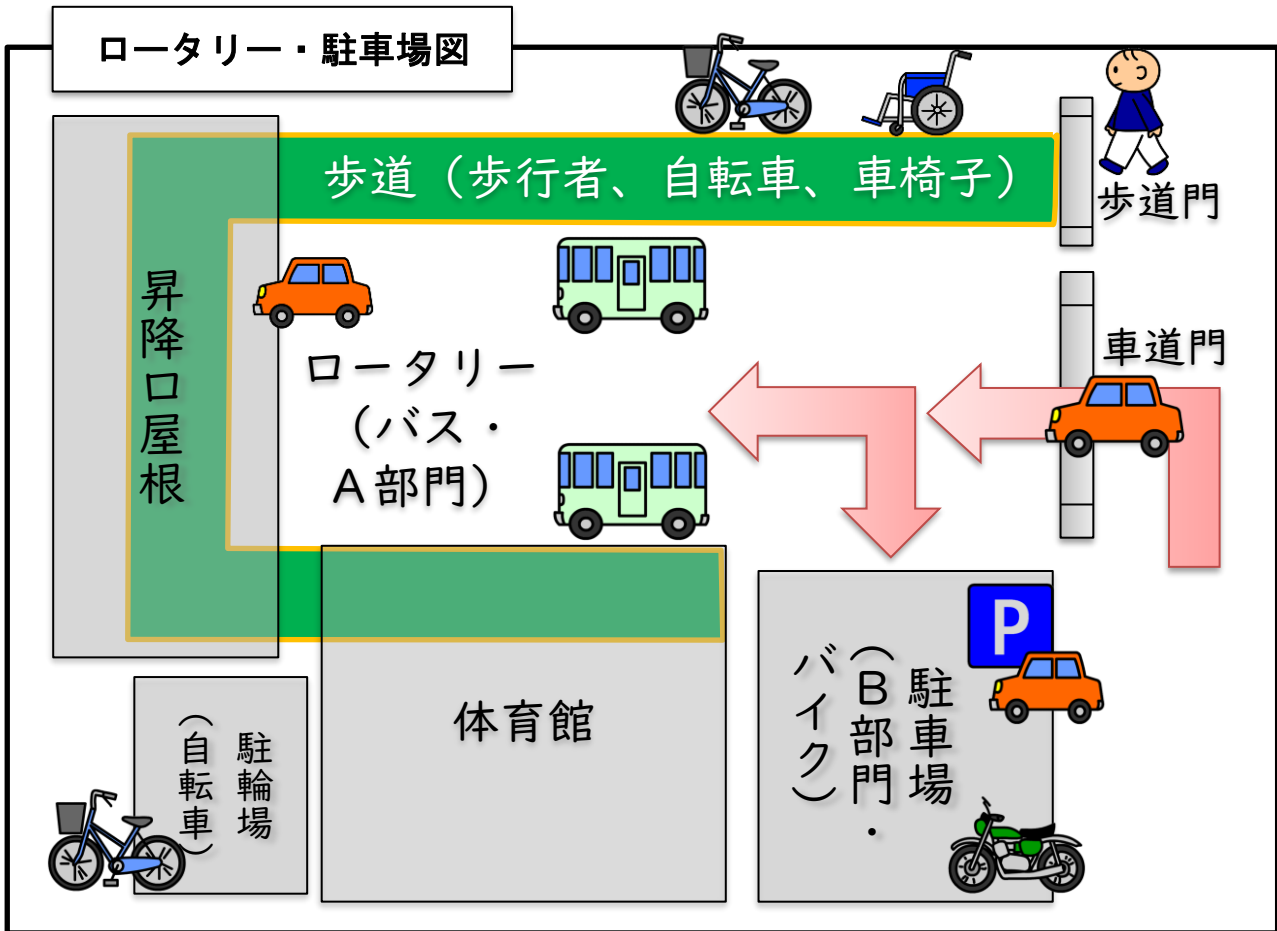 ロータリー・駐車場図
歩道（歩行者、自転車、車椅子）
歩道門
車道門
昇降口屋根
ロータリー
（バス・
A部門）
P
駐車場
（B部門・
バイク）
体育館
駐輪場
（自転車）